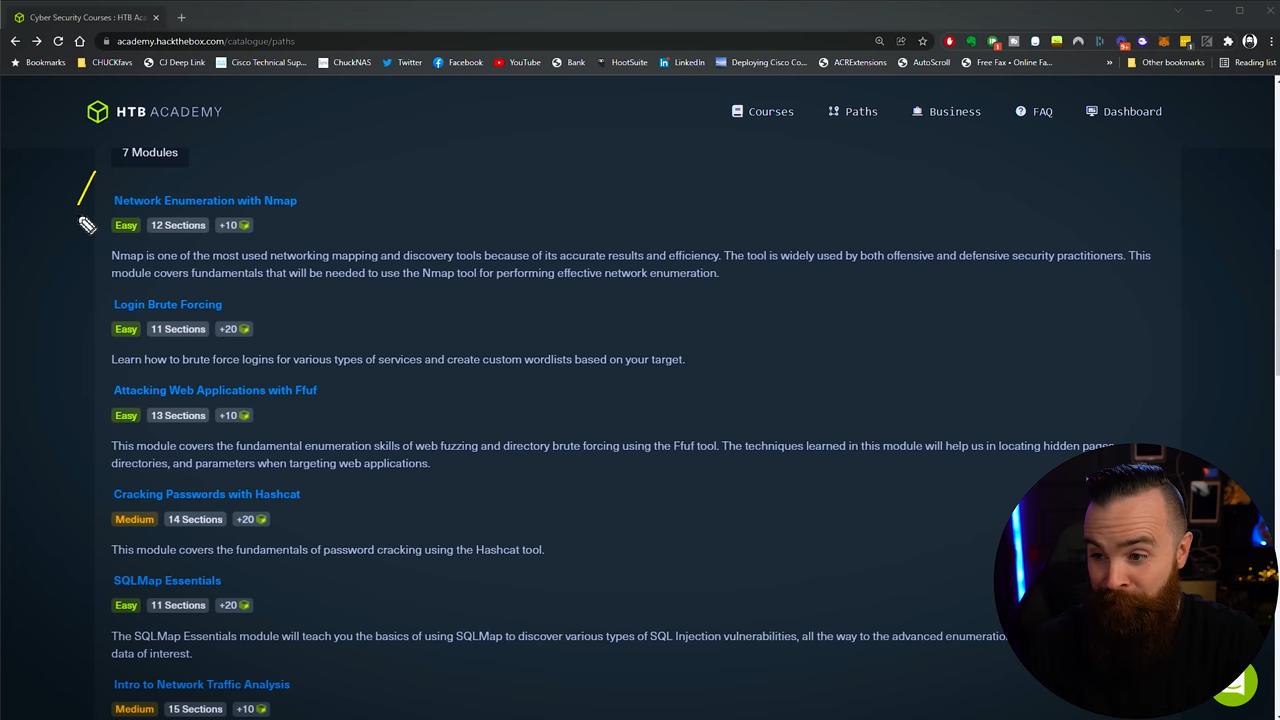 Cyber Security Courses : HTB Aca
academy.hackthebox.com/catalogue/paths
Bookmarks CHUCKfavs CJ Deep Link Cisco Technical Sup... ChuckNAS Twitter Facebook YouTube Bank HootSuite LinkedIn Deploying Cisco Co... ACRExtensions AutoScroll Free Fax • Online Fa... » Other bookmarks Reading list
HTB ACADEMY Courses Paths Business FAQ Dashboard
7 Modules
Network Enumeration with Nmap
Easy 12 Sections +10
Nmap is one of the most used networking mapping and discovery tools because of its accurate results and efficiency. The tool is widely used by both offensive and defensive security practitioners. This
module covers fundamentals that will be needed to use the Nmap tool for performing effective network enumeration.
Login Brute Forcing
Easy 11 Sections +20
Learn how to brute force logins for various types of services and create custom wordlists based on your target.
Attacking Web Applications with Ffuf
Easy 13 Sections +10
This module covers the fundamental enumeration skills of web fuzzing and directory brute forcing using the Ffuf tool. The techniques learned in this module will help us in locating hidden pages
directories, and parameters when targeting web applications.
Cracking Passwords with Hashcat
Medium 14 Sections +20
This module covers the fundamentals of password cracking using the Hashcat tool.
SQLMap Essentials
Easy 11 Sections +20
The SQLMap Essentials module will teach you the basics of using SQLMap to discover various types of SQL Injection vulnerabilities, all the way to the advanced enumeration
data of interest.
Intro to Network Traffic Analysis
Medium 15 Sections +10